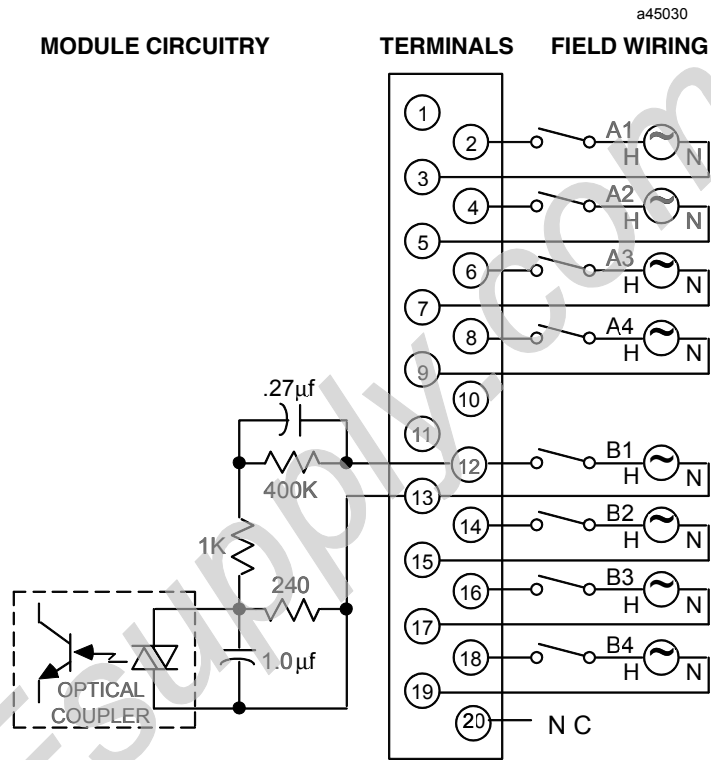 a45030
MODULE CIRCUITRY
TERMINALS
FIELD WIRING
1
2
A1
H
N
3
4
A2
H
N
5
6
A3
H
N
7
8
A4
H
N
9
10
.27µf
11
12
B1
H
N
400K
13
14
B2
H
N
1K
15
16
B3
H
N
240
17
18
B4
H
N
1.0µf
19
OPTICAL
COUPLER
20
N C
-supply.com